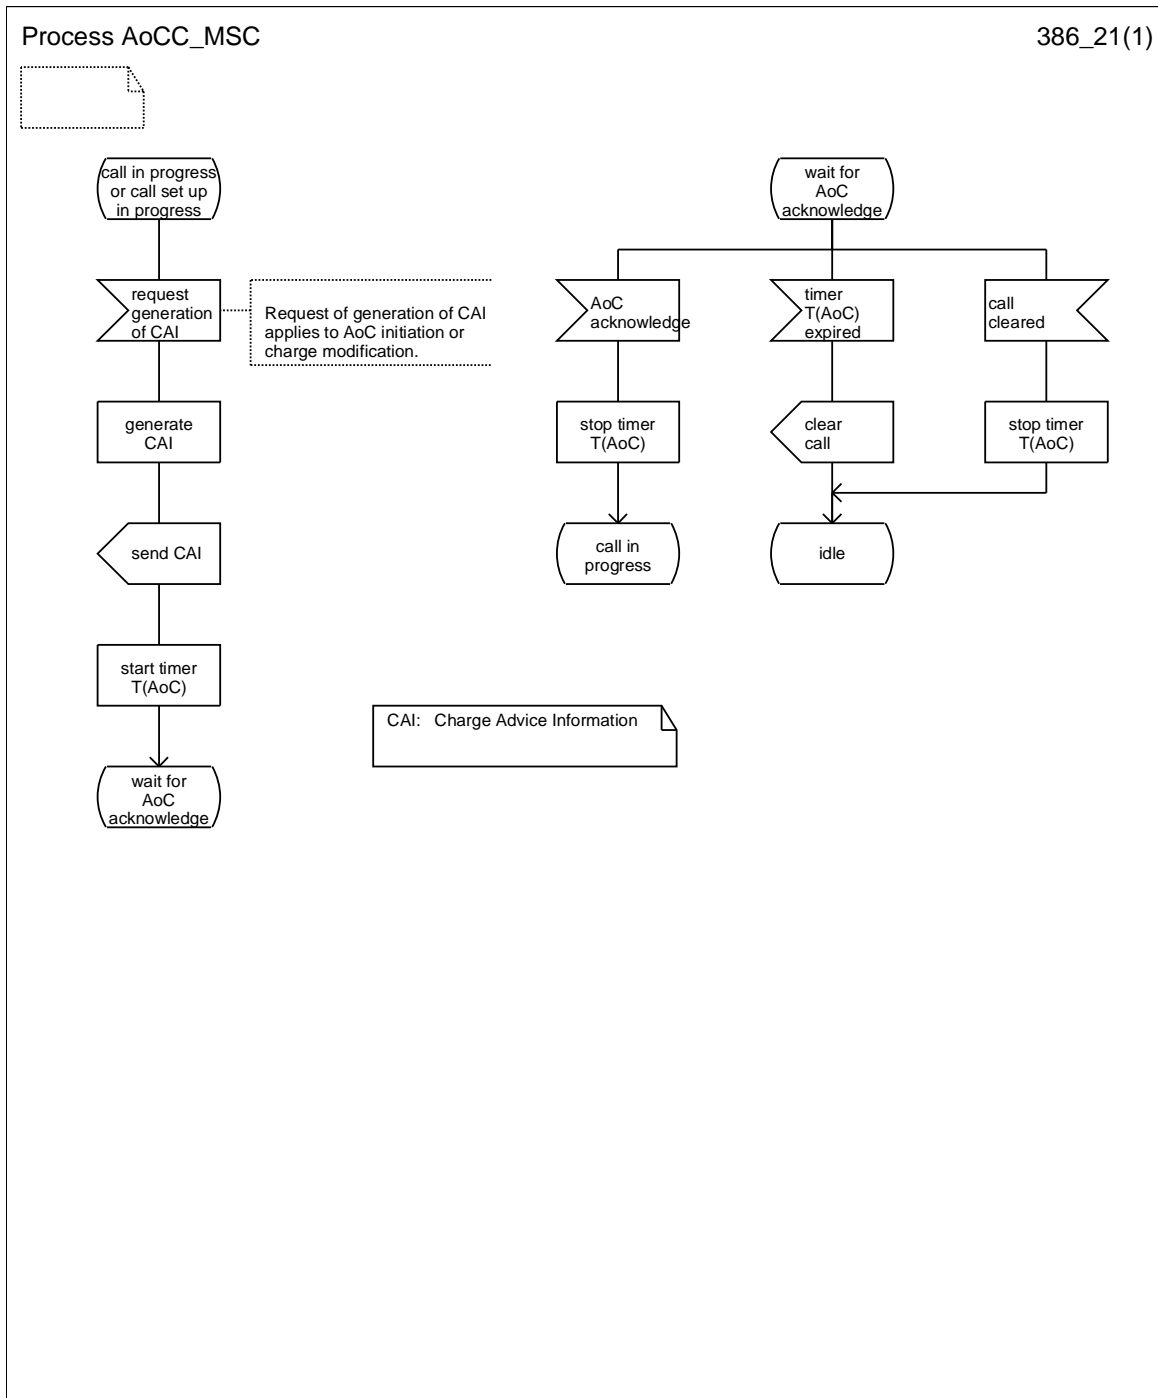 Process AoCC_MSC
386_21(1)
call in progress
or call set up
in progress
request
generation
of CAI
Request of generation of CAI
applies to AoC initiation or
charge modification.
generate
CAI
send CAI
start timer
T(AoC)
wait for
AoC
acknowledge
wait for
AoC
acknowledge
AoC
acknowledge
stop timer
T(AoC)
call in
progress
timer
T(AoC)
expired
clear
call
idle
call
cleared
stop timer
T(AoC)
CAI: Charge Advice Information